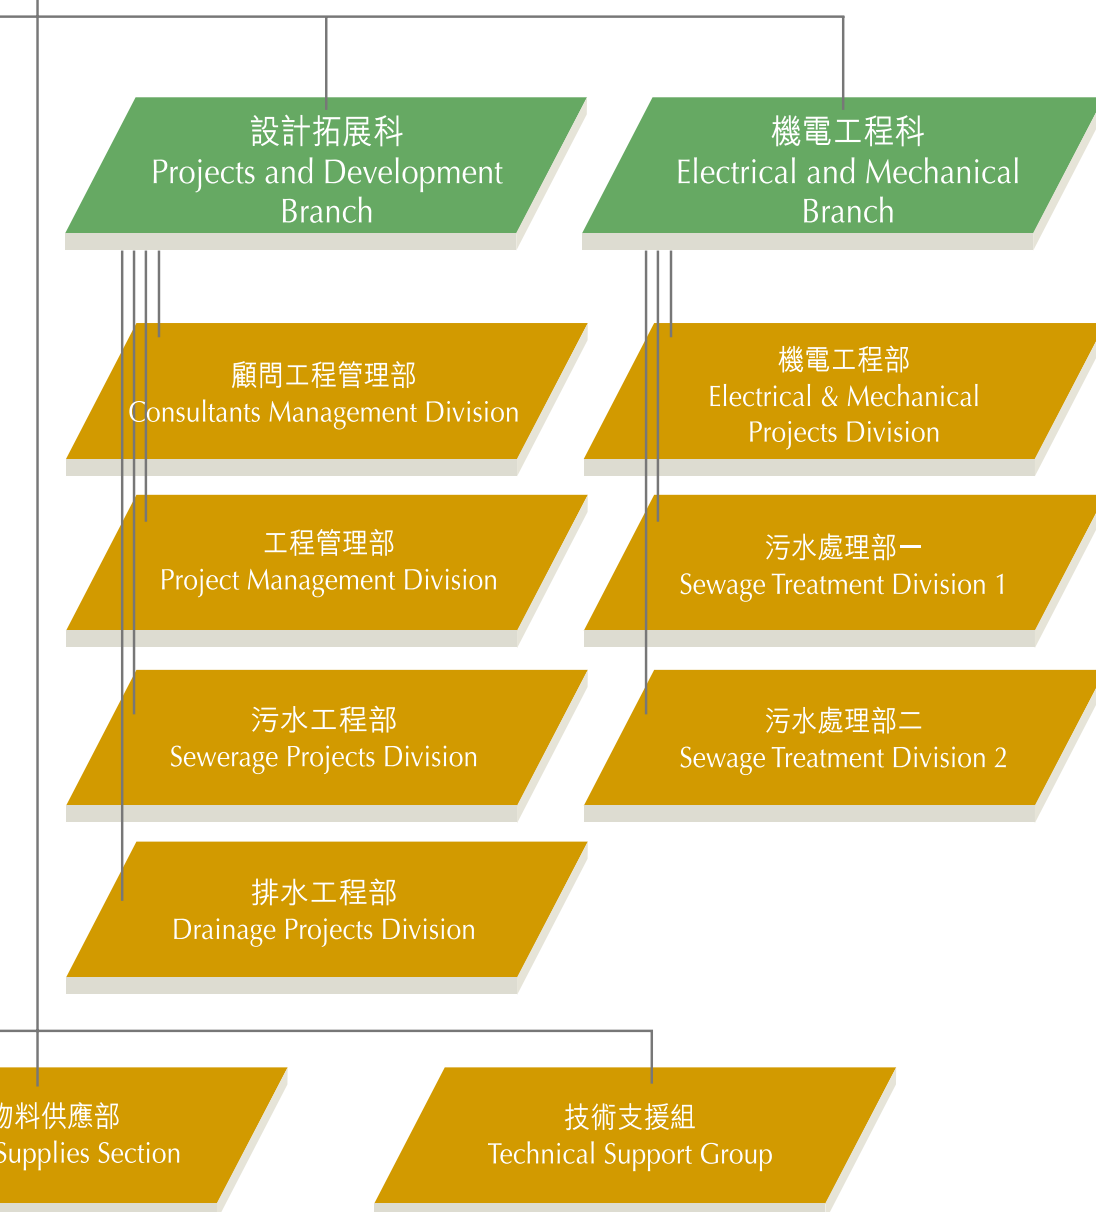 設計拓展科
Projects and Development
Branch
機電工程科
Electrical and Mechanical
Branch
顧問工程管理部
Consultants Management Division
機電工程部
Electrical & Mechanical
Projects Division
工程管理部
Project Management Division
污水處理部一
Sewage Treatment Division 1
污水工程部
Sewerage Projects Division
污水處理部二
Sewage Treatment Division 2
排水工程部
Drainage Projects Division
物料供應部
Supplies Section
技術支援組
Technical Support Group